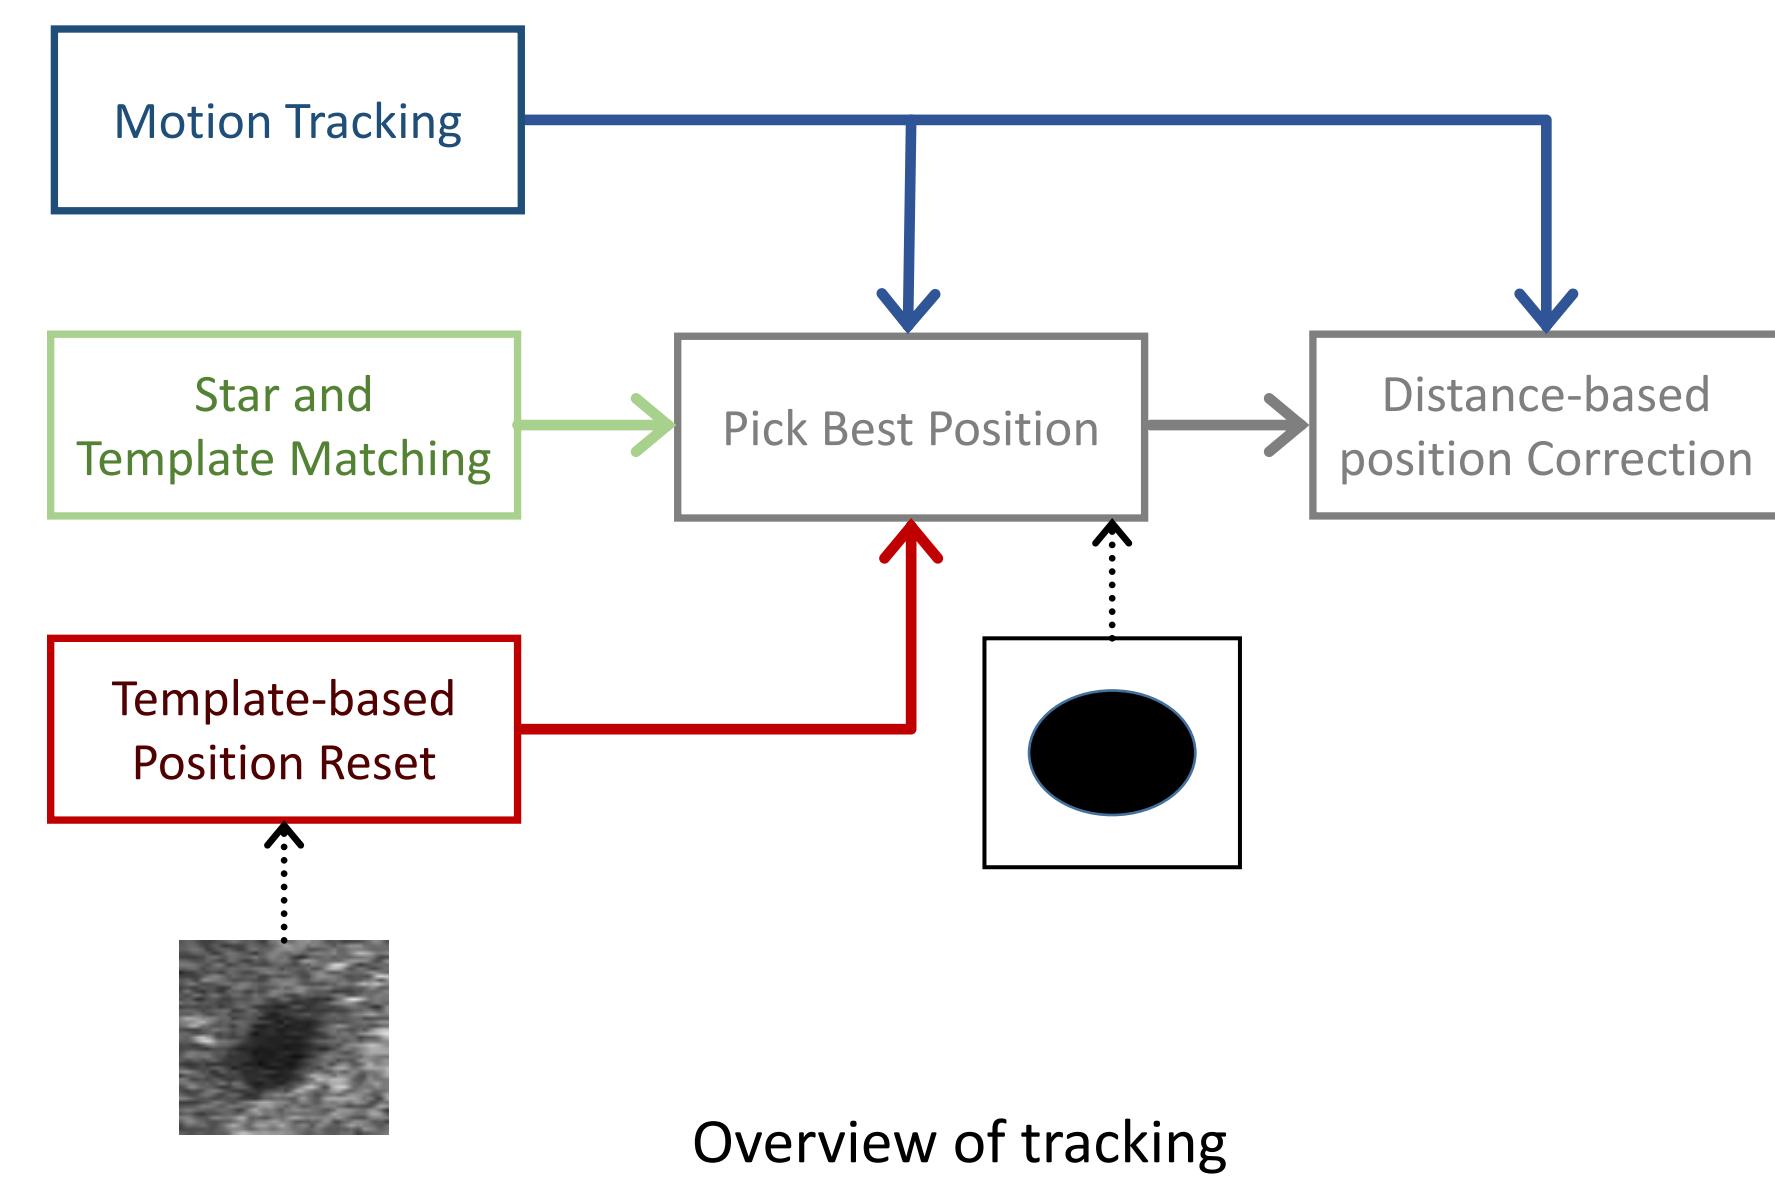 Motion Tracking
Star and
Template Matching
Pick Best Position
Distance-based
position Correction
Template-based
Position Reset
Overview of tracking